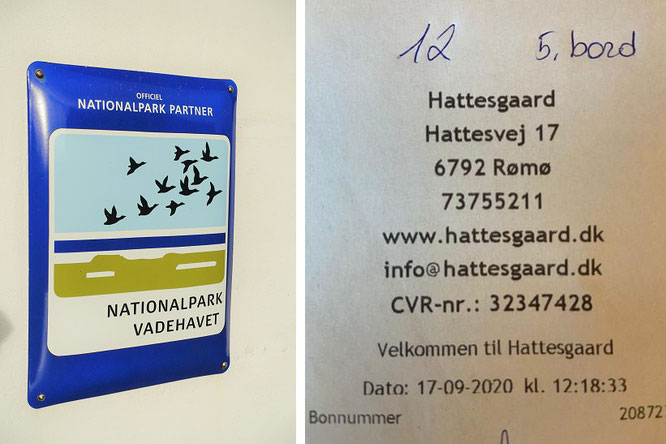 OFFICIEL
NATIONALPARK PARTNER
NATIONALPARK
VADEHAVET
12 5. bord
Hattesgaard
Hattesvej 17
6792 Rømø
73755211
www.hattesgaard.dk
info@hattesgaard.dk
CVR-nr.: 32347428
Velkommen til Hattesgaard
Dato: 17-09-2020 kl. 12:18:33
Bonnummer 20872